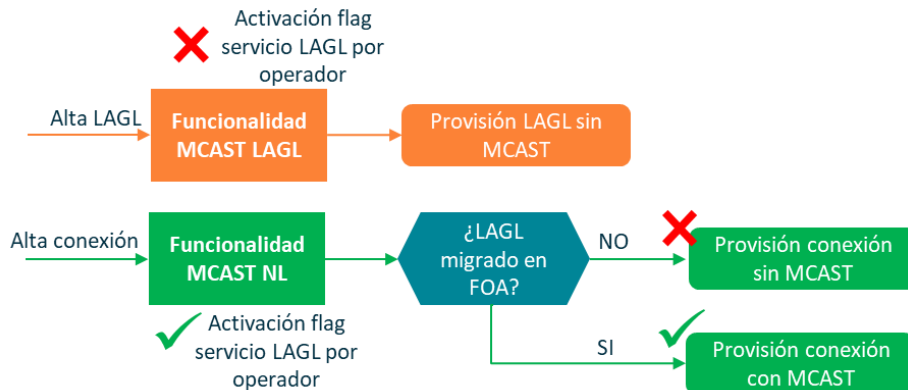 Activación flag
servicio LAGL por
operador
Alta LAGL
Funcionalidad
MCAST LAGL
Provisión LAGL sin
MCAST
Alta conexión
Funcionalidad
MCAST NL
¿LAGL
migrado en
FOA?
NO
Provisión conexión
sin MCAST
Activación flag
servicio LAGL por
operador
SI
Provisión conexión
con MCAST